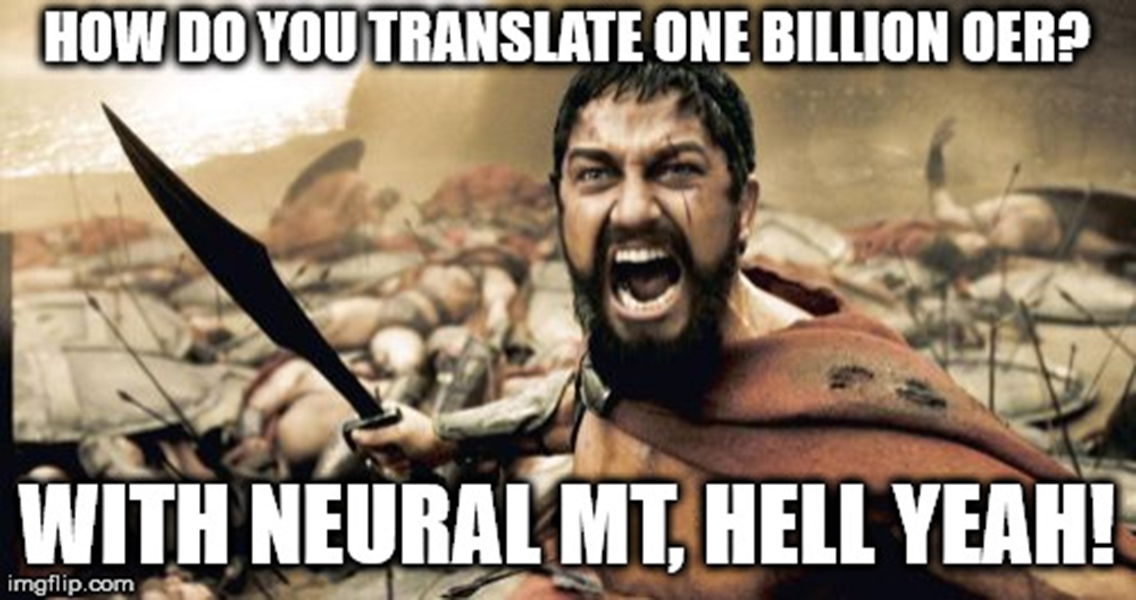 HOW DO YOU TRANSLATE ONE BILLION OER?
WITH NEURAL MT, HELL YEAH!
imgflip.com